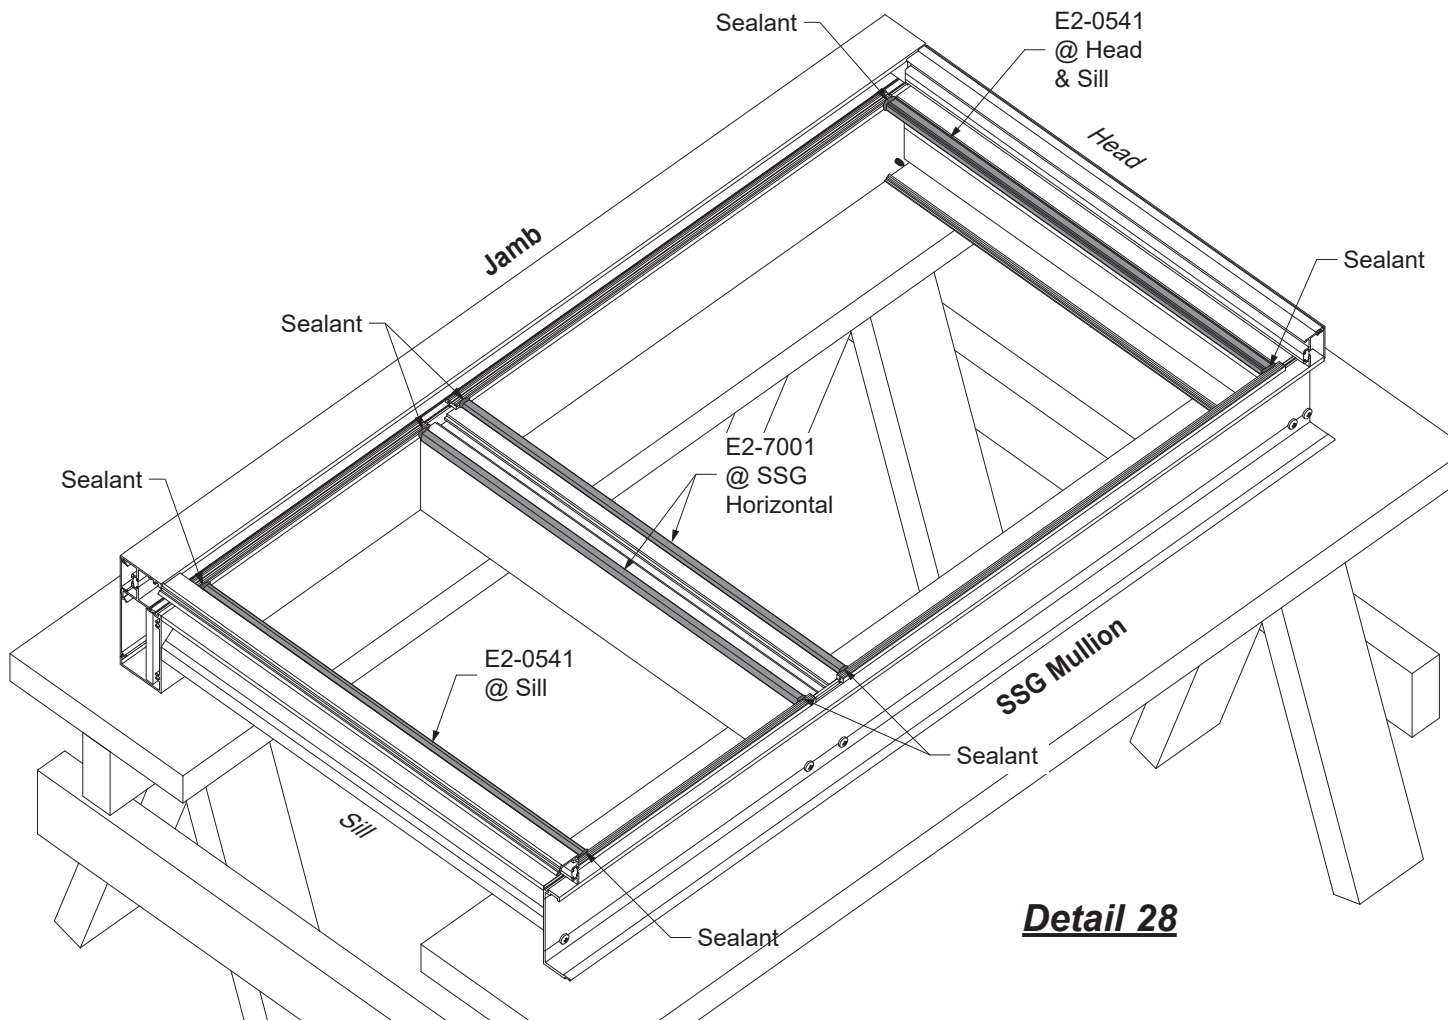 Sealant
E2-0541
@ Head
& Sill
Head
Jamb
Sealant
Sealant
E2-7001
@ SSG
Horizontal
Sealant
SSG Mullion
E2-0541
@ Sill
Sealant
Sill
Detail 28
Sealant